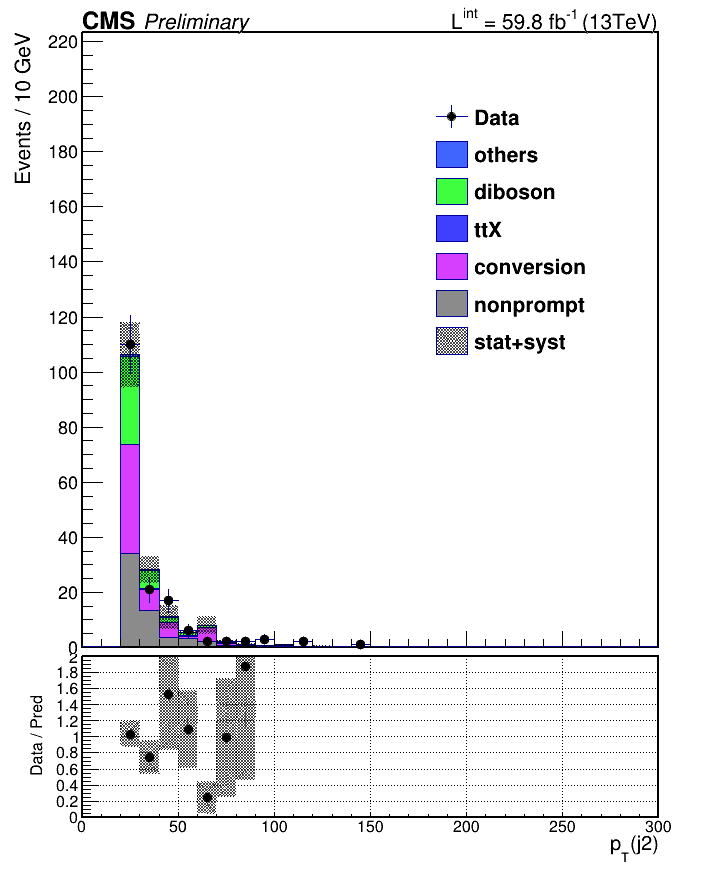 CMS Preliminary L^int = 59.8 fb^-1 (13TeV)
Events / 10 GeV
220
200
180
160
140
120
100
80
60
40
20
0
Data
others
diboson
ttX
conversion
nonprompt
stat+syst
Data / Pred
2
1.8
1.6
1.4
1.2
1
0.8
0.6
0.4
0.2
0
0 50 100 150 200 250 300
p_T(j2)